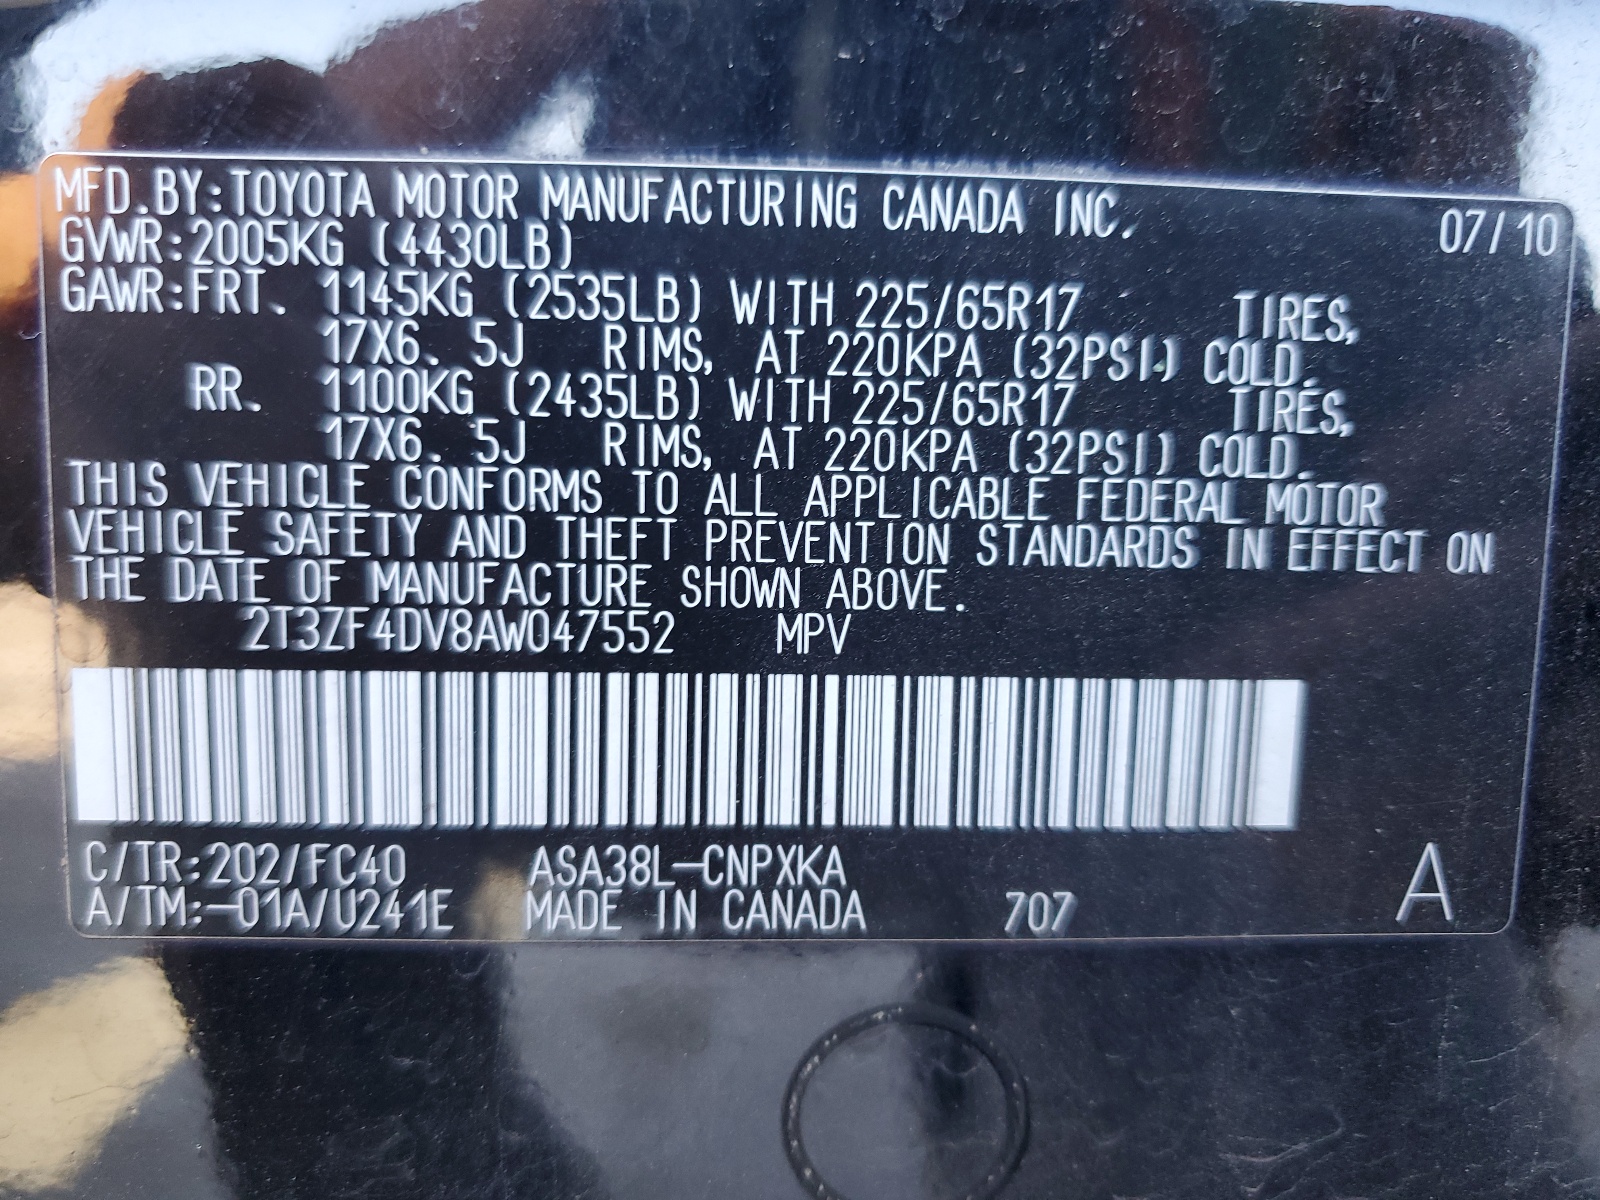 MFD.BY:TOYOTA MOTOR MANUFACTURING CANADA INC. 07/10
GVWR:2005KG (4430LB)
GAWR:FRT. 1145KG (2535LB) WITH 225/65R17 TIRES,
17X6.5J RIMS, AT 220KPA (32PSI.) COLD.
RR. 1100KG (2435LB) WITH 225/65R17 TIRES,
17X6.5J RIMS, AT 220KPA (32PSI) COLD.
THIS VEHICLE CONFORMS TO ALL APPLICABLE FEDERAL MOTOR
VEHICLE SAFETY AND THEFT PREVENTION STANDARDS IN EFFECT ON
THE DATE OF MANUFACTURE SHOWN ABOVE.
2T3ZF4DV8AW047552 MPV
C/TR:202/FC40 ASA38L-CNPXKA A
A/TM:-01A/U241E MADE IN CANADA 707